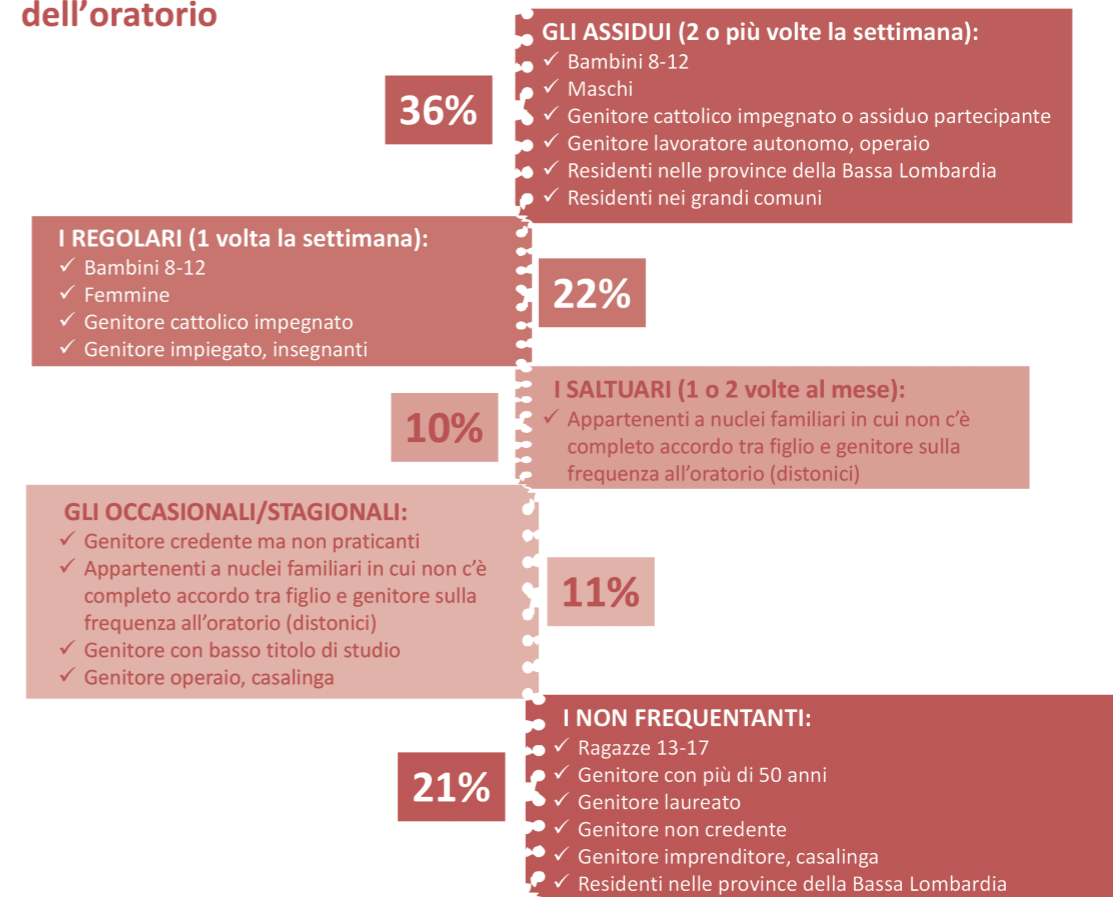 dell’oratorio
36%
GLI ASSIDUI (2 o più volte la settimana):
✓ Bambini 8-12
✓ Maschi
✓ Genitore cattolico impegnato o assiduo partecipante
✓ Genitore lavoratore autonomo, operaio
✓ Residenti nelle province della Bassa Lombardia
✓ Residenti nei grandi comuni
I REGOLARI (1 volta la settimana):
✓ Bambini 8-12
✓ Femmine
✓ Genitore cattolico impegnato
✓ Genitore impiegato, insegnanti
22%
10%
I SALTUARI (1 o 2 volte al mese):
✓ Appartenenti a nuclei familiari in cui non c’è
completo accordo tra figlio e genitore sulla
frequenza all’oratorio (distonici)
GLI OCCASIONALI/STAGIONALI:
✓ Genitore credente ma non praticanti
✓ Appartenenti a nuclei familiari in cui non c’è
completo accordo tra figlio e genitore sulla
frequenza all’oratorio (distonici)
✓ Genitore con basso titolo di studio
✓ Genitore operaio, casalinga
11%
21%
I NON FREQUENTANTI:
✓ Ragazze 13-17
✓ Genitore con più di 50 anni
✓ Genitore laureato
✓ Genitore non credente
✓ Genitore imprenditore, casalinga
✓ Residenti nelle province della Bassa Lombardia